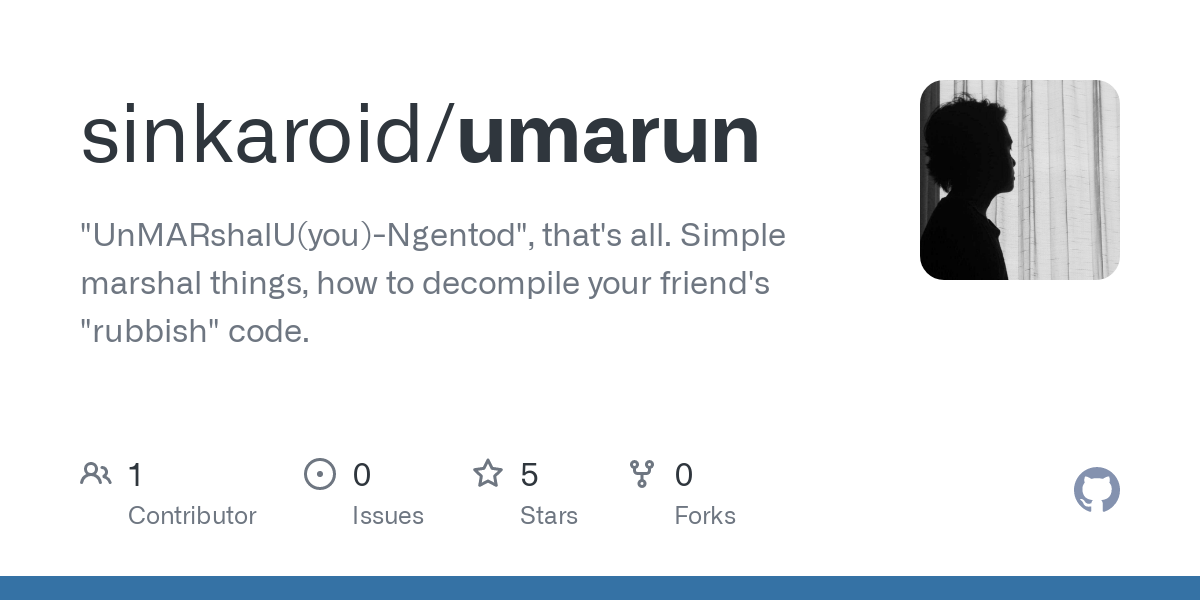 sinkaroid/umarun
"UnMARshalU(you)-Ngentod", that's all. Simple
marshal things, how to decompile your friend's
"rubbish" code.
1
Contributor
0
Issues
5
Stars
0
Forks